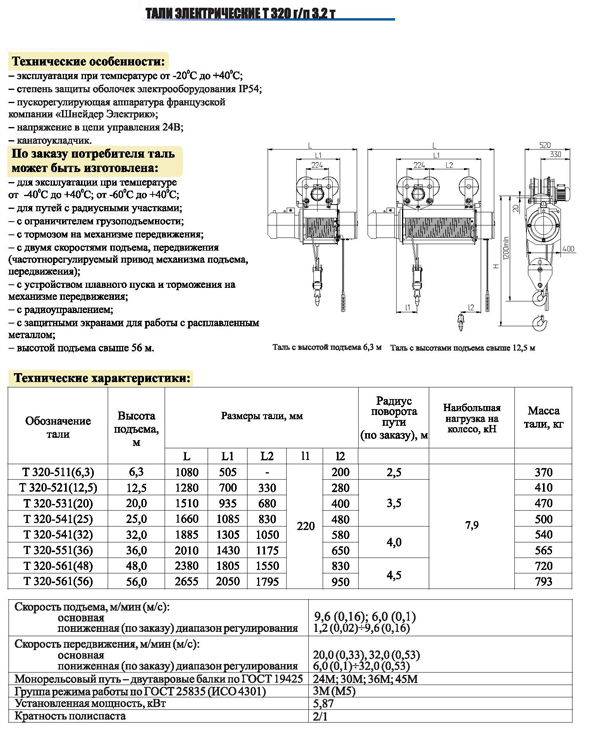 ТАЛИ ЭЛЕКТРИЧЕСКИЕ Т 320 г/п 3,2 т
Технические особенности:
– эксплуатация при температуре от -20⁰С до +40⁰С;
– степень защиты оболочек электрооборудования IP54;
– пускорегулирующая аппаратура французской
компании «Шнейдер Электрик»;
– напряжение в цепи управления 24В;
– канатоукладчик.
По заказу потребителя таль
может быть изготовлена:
– для эксплуатации при температуре
от -40⁰С до +40⁰С; от -60⁰С до +40⁰С;
– для путей с радиусными участками;
– с ограничителем грузоподъемности;
– с тормозом на механизме передвижения;
– с двумя скоростями подъема, передвижения
(частотнорегулируемый привод механизма подъема,
передвижения);
– с устройством плавного пуска и торможения на
механизме передвижения;
– с радиоуправлением;
– с защитными экранами для работы с расплавленным
металлом;
– высотой подъема свыше 56 м.
L L 520
L1 L1 330
224 224 L2
20
1200min
H
400
l1 l2
Таль с высотой подъема 6,3 м Таль с высотами подъема свыше 12,5 м
Технические характеристики:
Обозначение тали Высота подъема, м Размеры тали, мм Радиус поворота пути (по заказу), м Наибольшая нагрузка на колесо, кН Масса тали, кг
L L1 L2 l1 l2
Т 320-511(6,3) 6,3 1080 505 - 220 200 2,5 7,9 370
Т 320-521(12,5) 12,5 1280 700 330 280 3,5 410
Т 320-531(20) 20,0 1510 935 680 400 470
Т 320-541(25) 25,0 1660 1085 830 480 500
Т 320-541(32) 32,0 1885 1305 1050 580 4,0 540
Т 320-551(36) 36,0 2010 1430 1175 650 565
Т 320-561(48) 48,0 2380 1805 1550 830 4,5 720
Т 320-561(56) 56,0 2655 2050 1795 950 793
Скорость подъема, м/мин (м/с):
основная 9,6 (0,16); 6,0 (0,1)
пониженная (по заказу) диапазон регулирования 1,2 (0,02)÷9,6 (0,16)
Скорость передвижения, м/мин (м/с):
основная 20,0 (0,33), 32,0 (0,53)
пониженная (по заказу) диапазон регулирования 6,0 (0,1)÷32,0 (0,53)
Монорельсовый путь – двутавровые балки по ГОСТ 19425 24М; 30М; 36М; 45М
Группа режима работы по ГОСТ 25835 (ИСО 4301) 3М (М5)
Установленная мощность, кВт 5,87
Кратность полиспаста 2/1